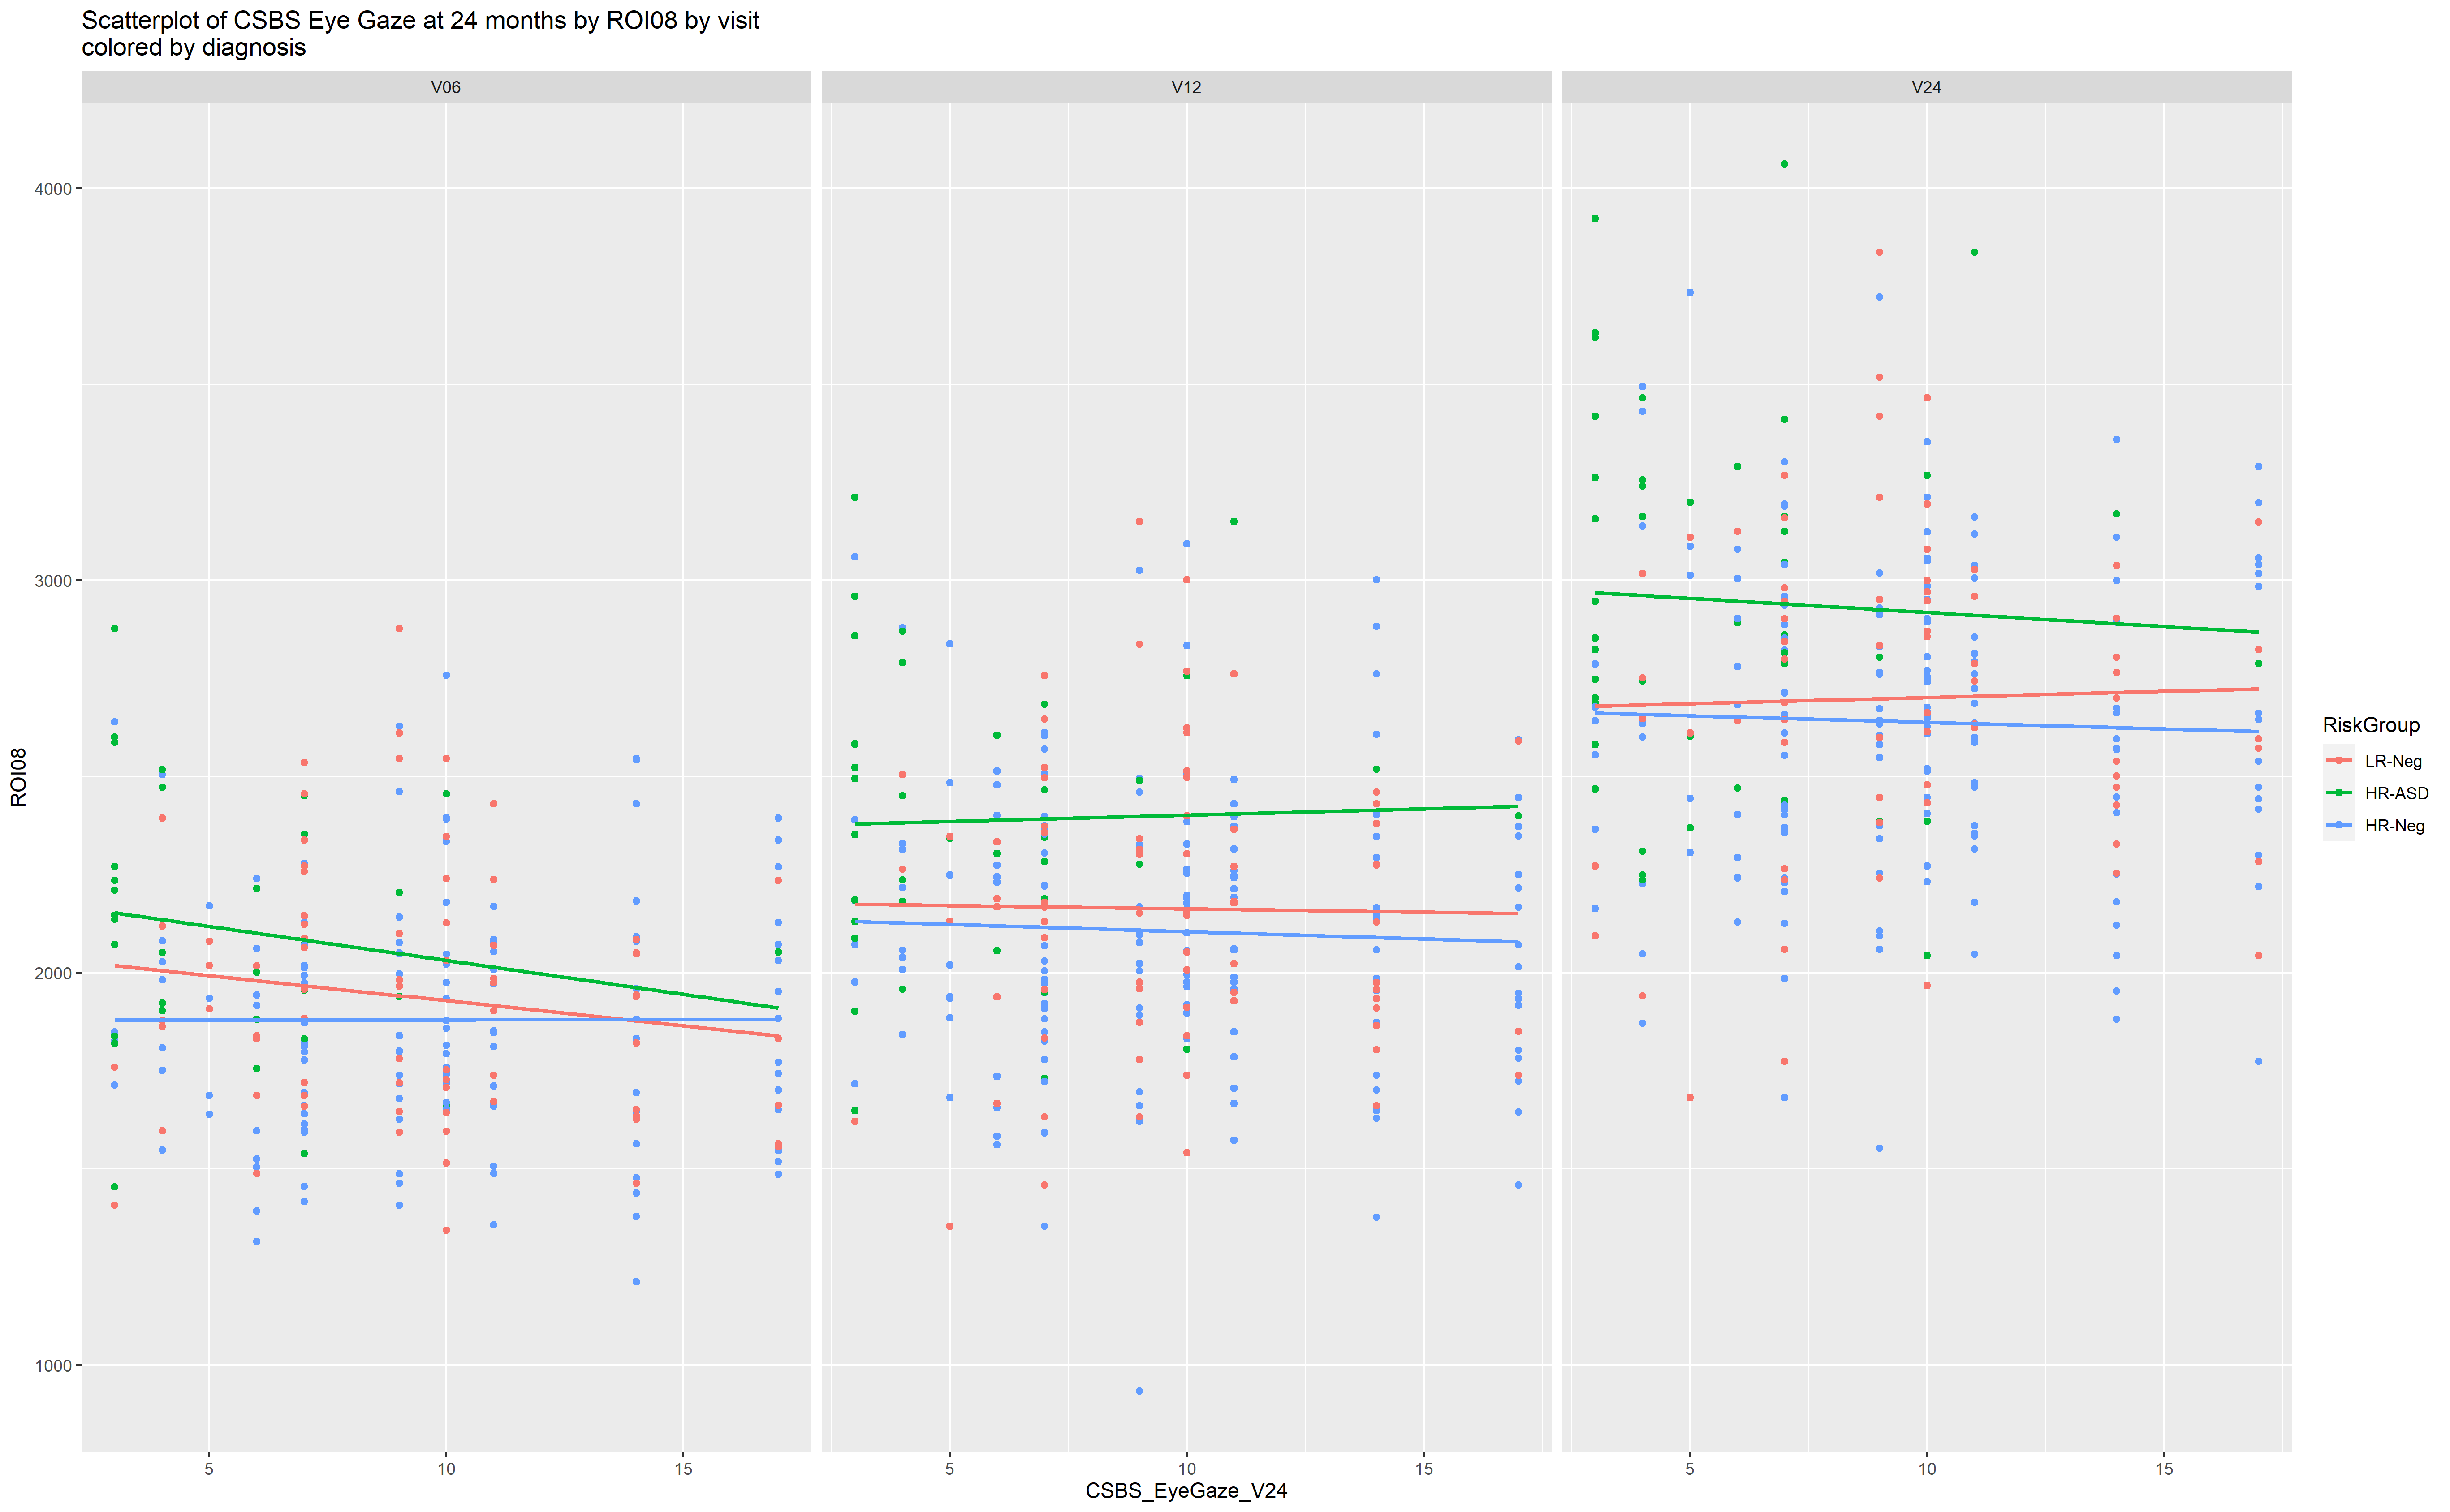 Scatterplot of CSBS Eye Gaze at 24 months by ROI08 by visit
colored by diagnosis
V06
V12
V24
4000
3000
2000
1000
ROI08
5
10
15
5
10
15
5
10
15
CSBS_EyeGaze_V24
RiskGroup
LR-Neg
HR-ASD
HR-Neg